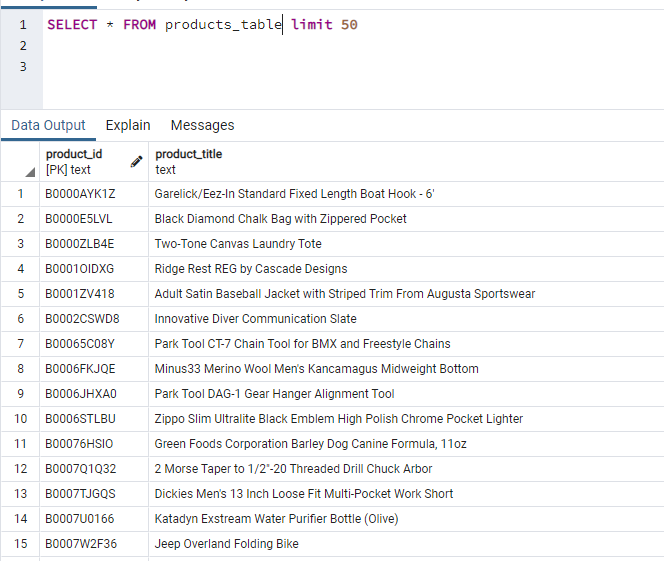 1 SELECT * FROM products_table limit 50
2
3
Data Output Explain Messages
product_id product_title
[PK] text text
1 B0000AYK1Z Garelick/Eez-In Standard Fixed Length Boat Hook - 6'
2 B0000E5LVL Black Diamond Chalk Bag with Zippered Pocket
3 B0000ZLB4E Two-Tone Canvas Laundry Tote
4 B0001OIDXG Ridge Rest REG by Cascade Designs
5 B0001ZV418 Adult Satin Baseball Jacket with Striped Trim From Augusta Sportswear
6 B0002CSWD8 Innovative Diver Communication Slate
7 B00065C08Y Park Tool CT-7 Chain Tool for BMX and Freestyle Chains
8 B0006FKJQE Minus33 Merino Wool Men's Kancamagus Midweight Bottom
9 B0006JHXA0 Park Tool DAG-1 Gear Hanger Alignment Tool
10 B0006STLBU Zippo Slim Ultralite Black Emblem High Polish Chrome Pocket Lighter
11 B00076HSIO Green Foods Corporation Barley Dog Canine Formula, 11oz
12 B0007Q1Q32 2 Morse Taper to 1/2"-20 Threaded Drill Chuck Arbor
13 B0007TJGQS Dickies Men's 13 Inch Loose Fit Multi-Pocket Work Short
14 B0007U0166 Katadyn Exstream Water Purifier Bottle (Olive)
15 B0007W2F36 Jeep Overland Folding Bike